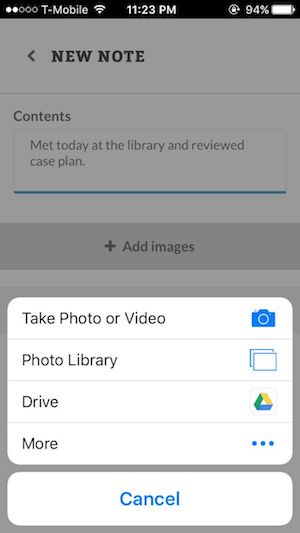 T-Mobile 11:23 PM 94%
NEW NOTE
Contents
Met today at the library and reviewed
case plan.
+ Add images
Take Photo or Video
Photo Library
Drive
More
Cancel